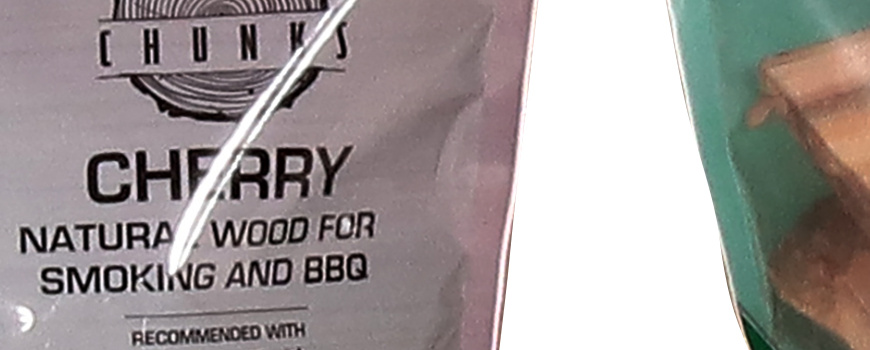 CHUNKS
CHERRY
NATURAL WOOD FOR
SMOKING AND BBQ
RECOMMENDED WITH